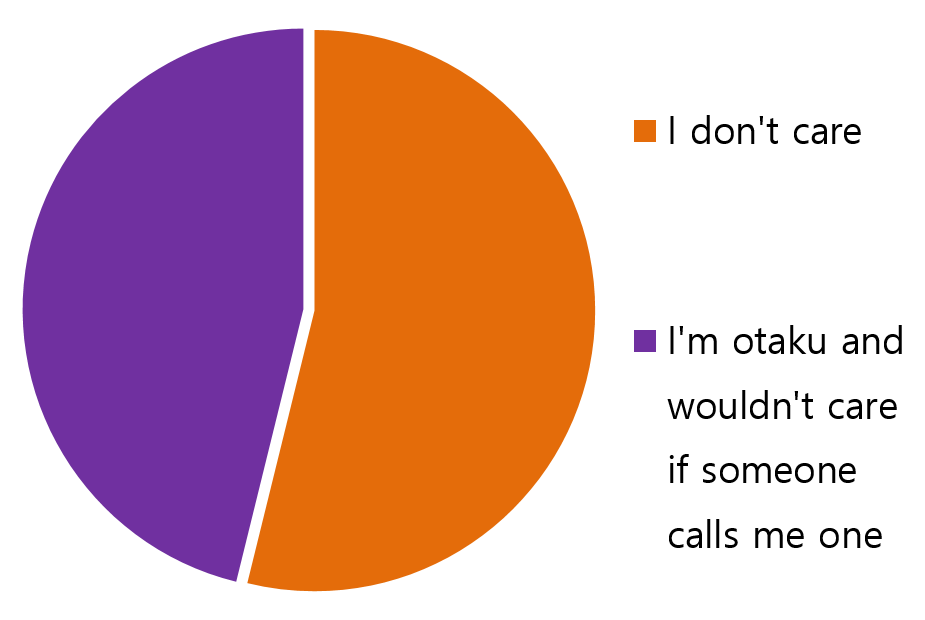 I don't care
I'm otaku and
wouldn't care
if someone
calls me one